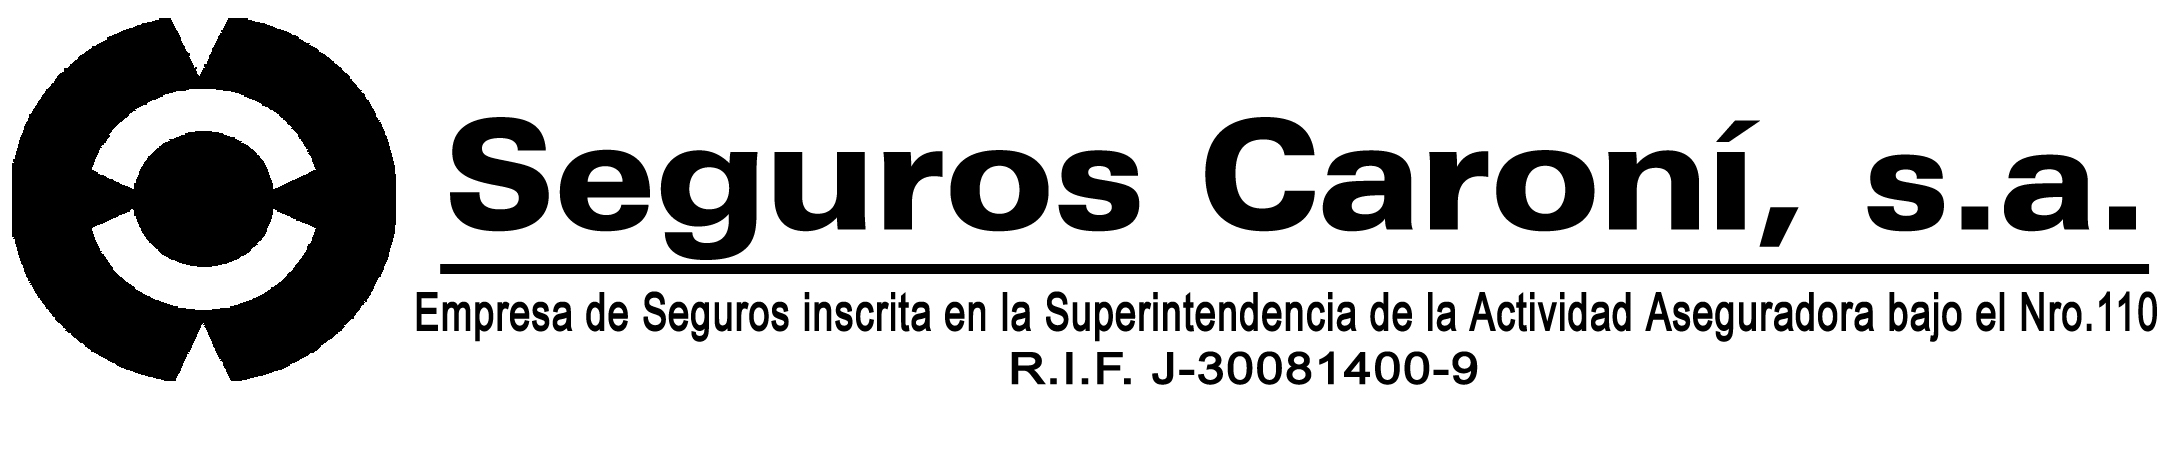 Seguros Caroní, s.a.
Empresa de Seguros inscrita en la Superintendencia de la Actividad Aseguradora bajo el Nro.110
R.I.F. J-30081400-9